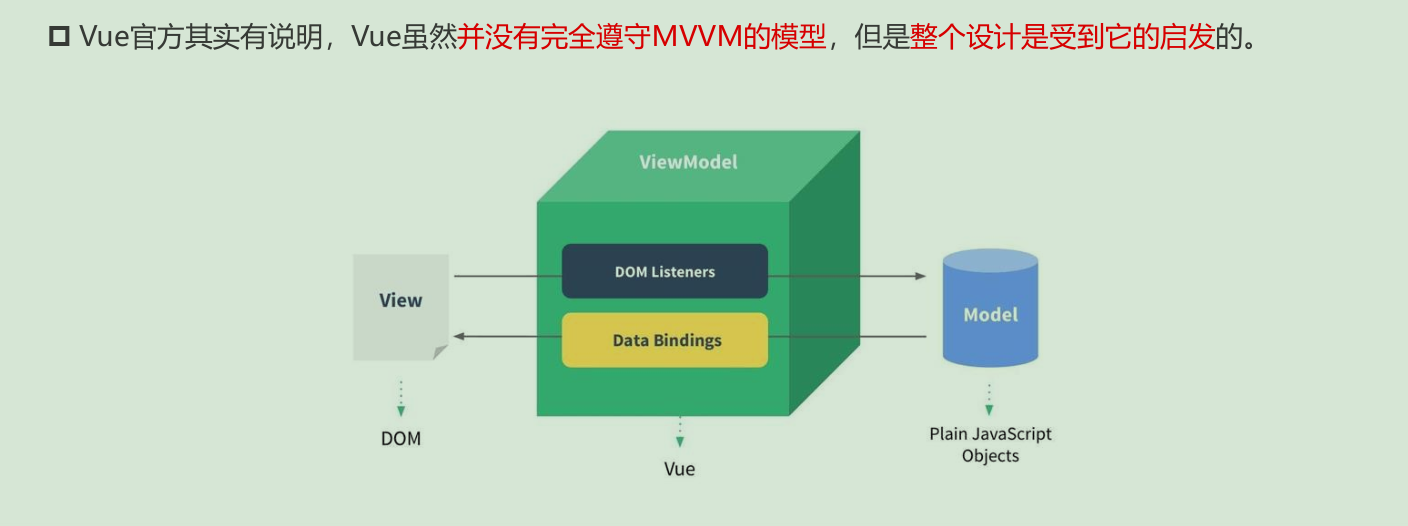 Vue官方其实有说明，Vue虽然并没有完全遵守MVVM的模型，但是整个设计是受到它的启发的。
ViewModel
DOM Listeners
View
Data Bindings
Model
DOM
Vue
Plain JavaScript
Objects